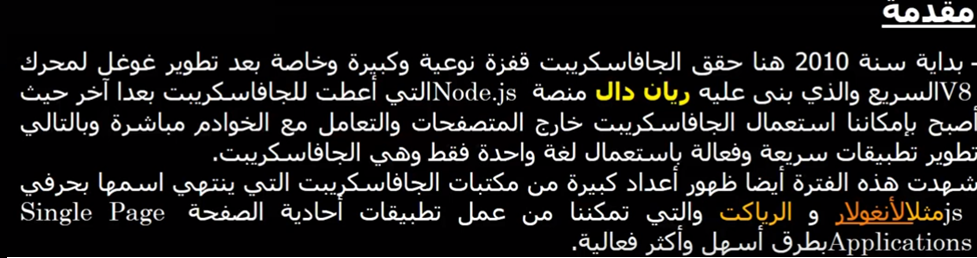 مقدمة
- بداية سنة 2010 هنا حقق الجافاسكريبت قفزة نوعية وكبيرة وخاصة بعد تطوير غوغل لمحرك
V8السريع والذي بنى عليه ريان دال منصة Node.jsالتي أعطت للجافاسكريبت بعدا آخر حيث
أصبح بإمكاننا استعمال الجافاسكريبت خارج المتصفحات والتعامل مع الخوادم مباشرة وبالتالي
تطوير تطبيقات سريعة وفعالة باستعمال لغة واحدة فقط وهي الجافاسكريبت.
شهدت هذه الفترة أيضا ظهور أعداد كبيرة من مكتبات الجافاسكريبت التي ينتهي اسمها بحرفي
jsمثلاالأنغولار و الرياكت والتي تمكننا من عمل تطبيقات أحادية الصفحة Single Page
Applicationsبطرق أسهل وأكثر فعالية.